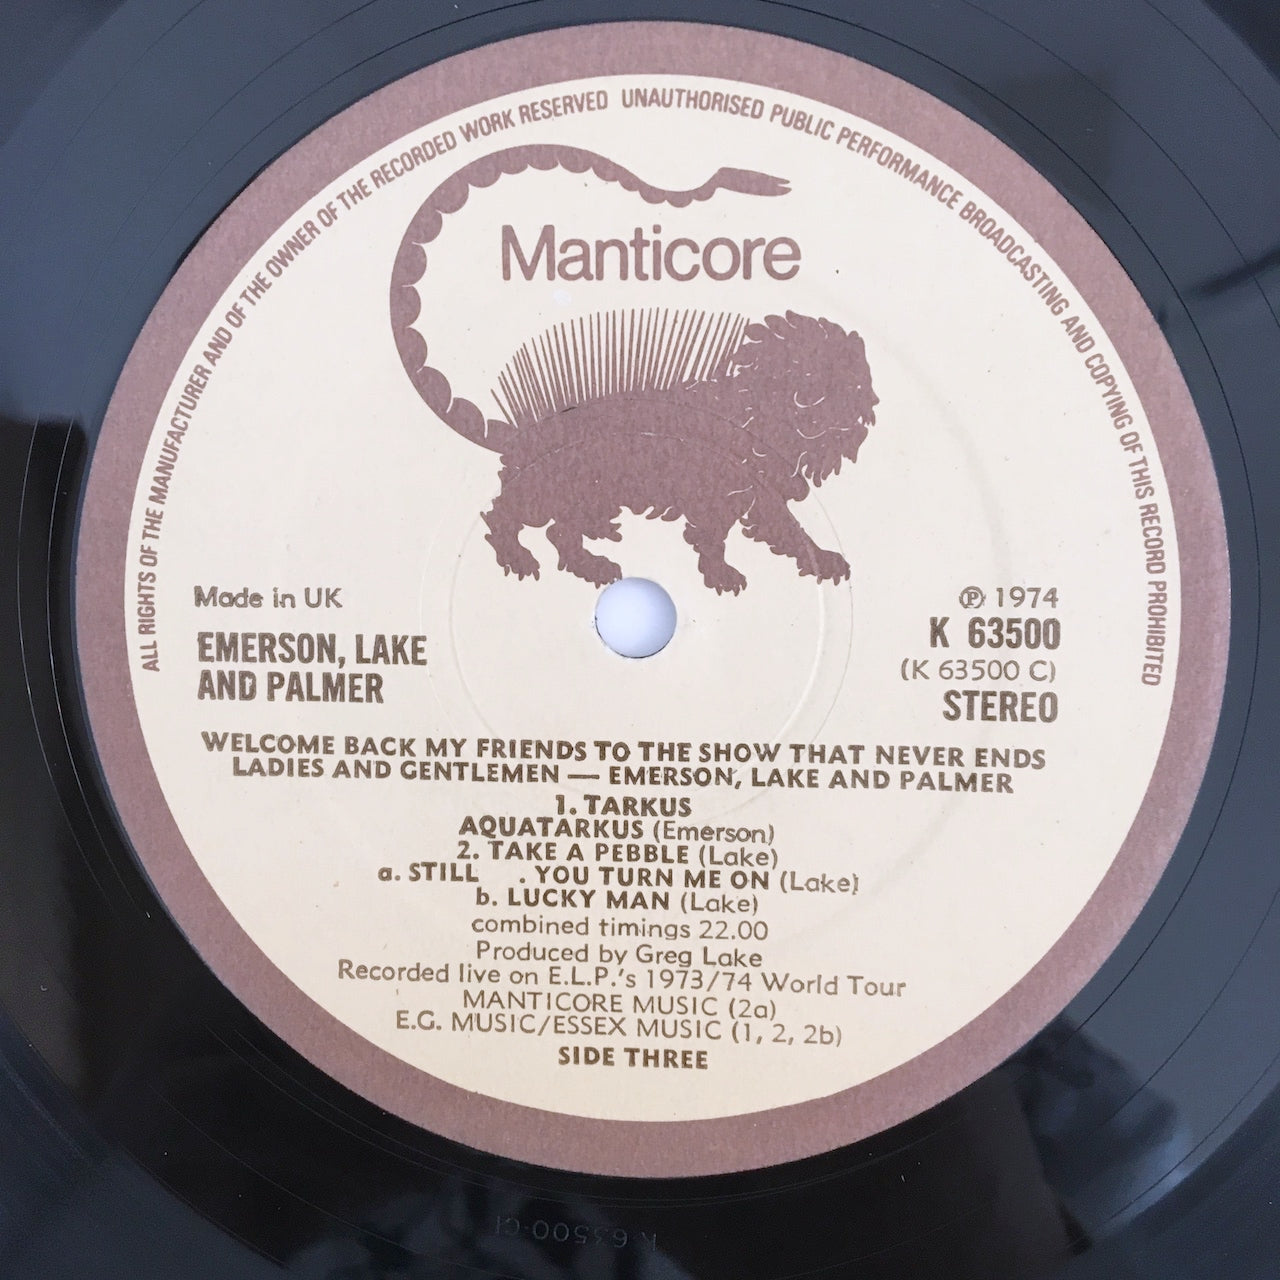 ALL RIGHTS OF THE MANUFACTURER AND OF THE OWNER OF THE RECORDED WORK RESERVED UNAUTHORISED PUBLIC PERFORMANCE BROADCASTING AND COPYING OF THIS RECORD PROHIBITED
Manticore
Made in UK
EMERSON, LAKE
AND PALMER
℗ 1974
K 63500
(K 63500 C)
STEREO
WELCOME BACK MY FRIENDS TO THE SHOW THAT NEVER ENDS
LADIES AND GENTLEMEN — EMERSON, LAKE AND PALMER
1. TARKUS
AQUATARKUS (Emerson)
2. TAKE A PEBBLE (Lake)
a. STILL . YOU TURN ME ON (Lake)
b. LUCKY MAN (Lake)
combined timings 22.00
Produced by Greg Lake
Recorded live on E.L.P.'s 1973/74 World Tour
MANTICORE MUSIC (2a)
E.G. MUSIC/ESSEX MUSIC (1, 2, 2b)
SIDE THREE
K 63500-C1